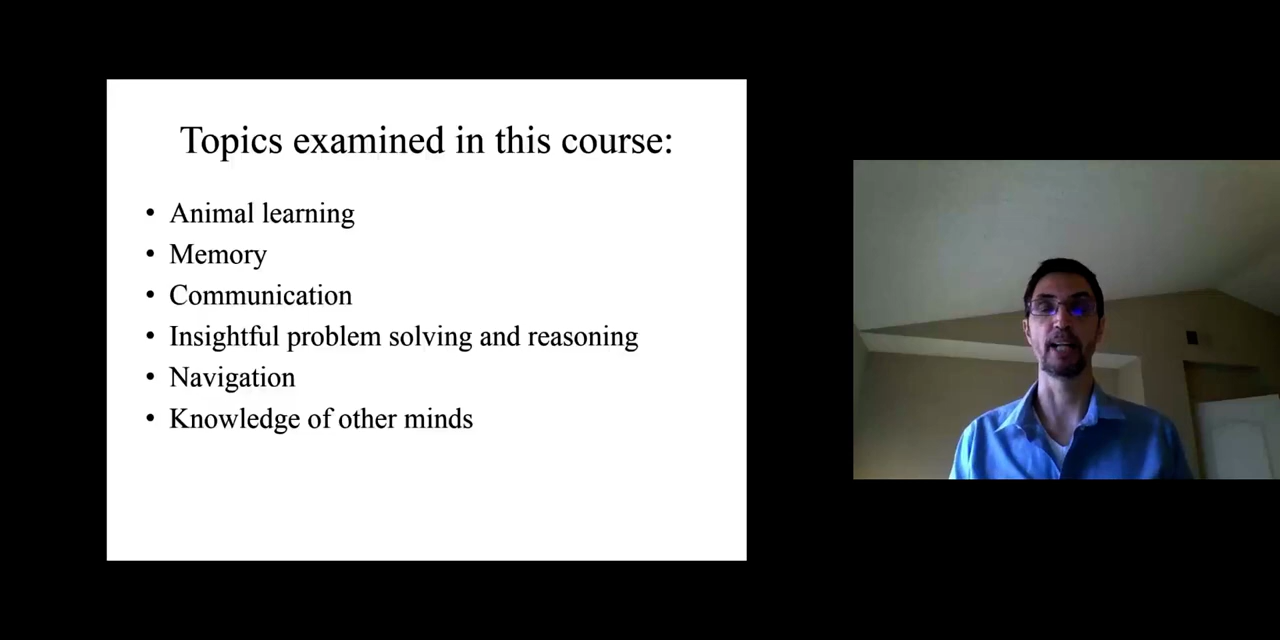 Topics examined in this course:
• Animal learning
• Memory
• Communication
• Insightful problem solving and reasoning
• Navigation
• Knowledge of other minds